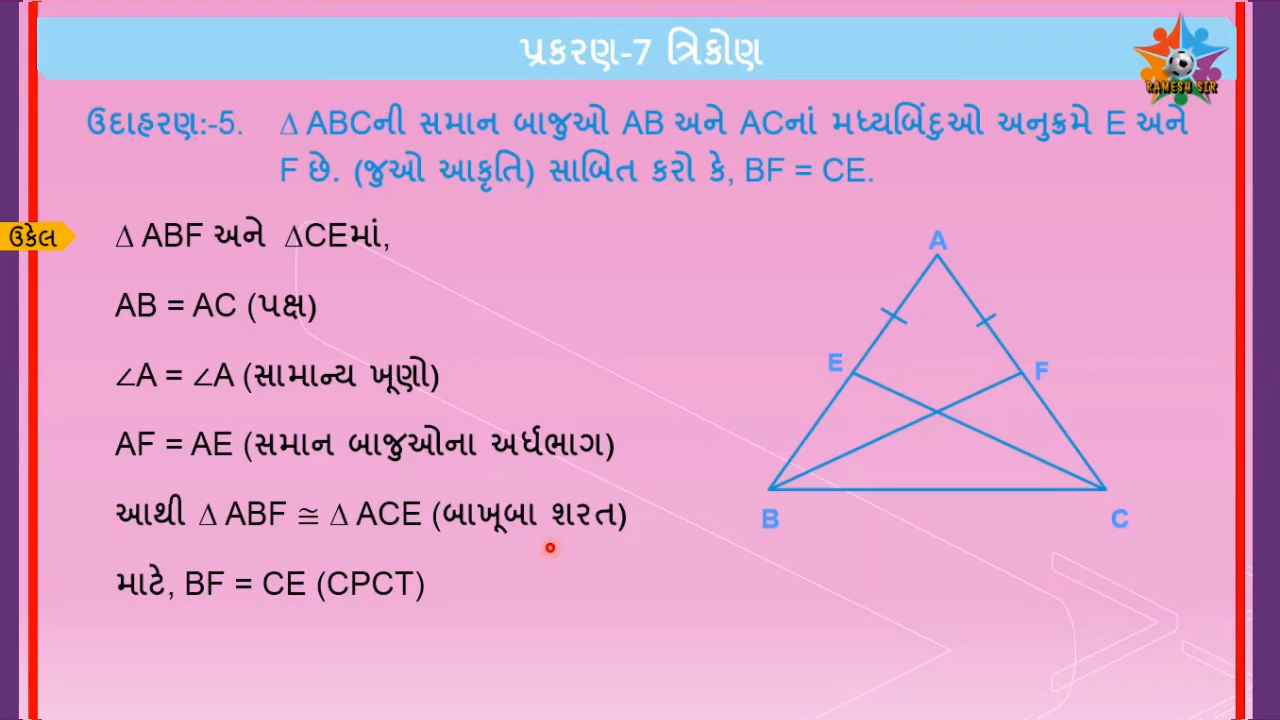 પ્રકરણ-7 ત્રિકોણ
RAMESH SIR
ઉદાહરણ:-5. ∆ ABCની સમાન બાજુઓ AB અને ACનાં મધ્યબિંદુઓ અનુક્રમે E અને
F છે. (જુઓ આકૃતિ) સાબિત કરો કે, BF = CE.
ઉકેલ
∆ ABF અને ∆CEમાં,
AB = AC (પક્ષ)
∠A = ∠A (સામાન્ય ખૂણો)
AF = AE (સમાન બાજુઓના અર્ધભાગ)
આથી ∆ ABF ≅ ∆ ACE (બાખૂબા શરત)
માટે, BF = CE (CPCT)
A
E
F
B
C